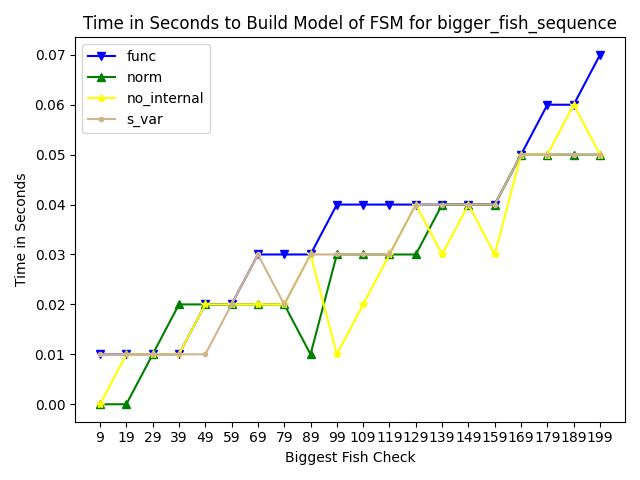 Time in Seconds to Build Model of FSM for bigger_fish_sequence
func
norm
no_internal
s_var
0.07
0.06
0.05
0.04
0.03
0.02
0.01
0.00
Time in Seconds
9 19 29 39 49 59 69 79 89 99 109 119 129 139 149 159 169 179 189 199
Biggest Fish Check